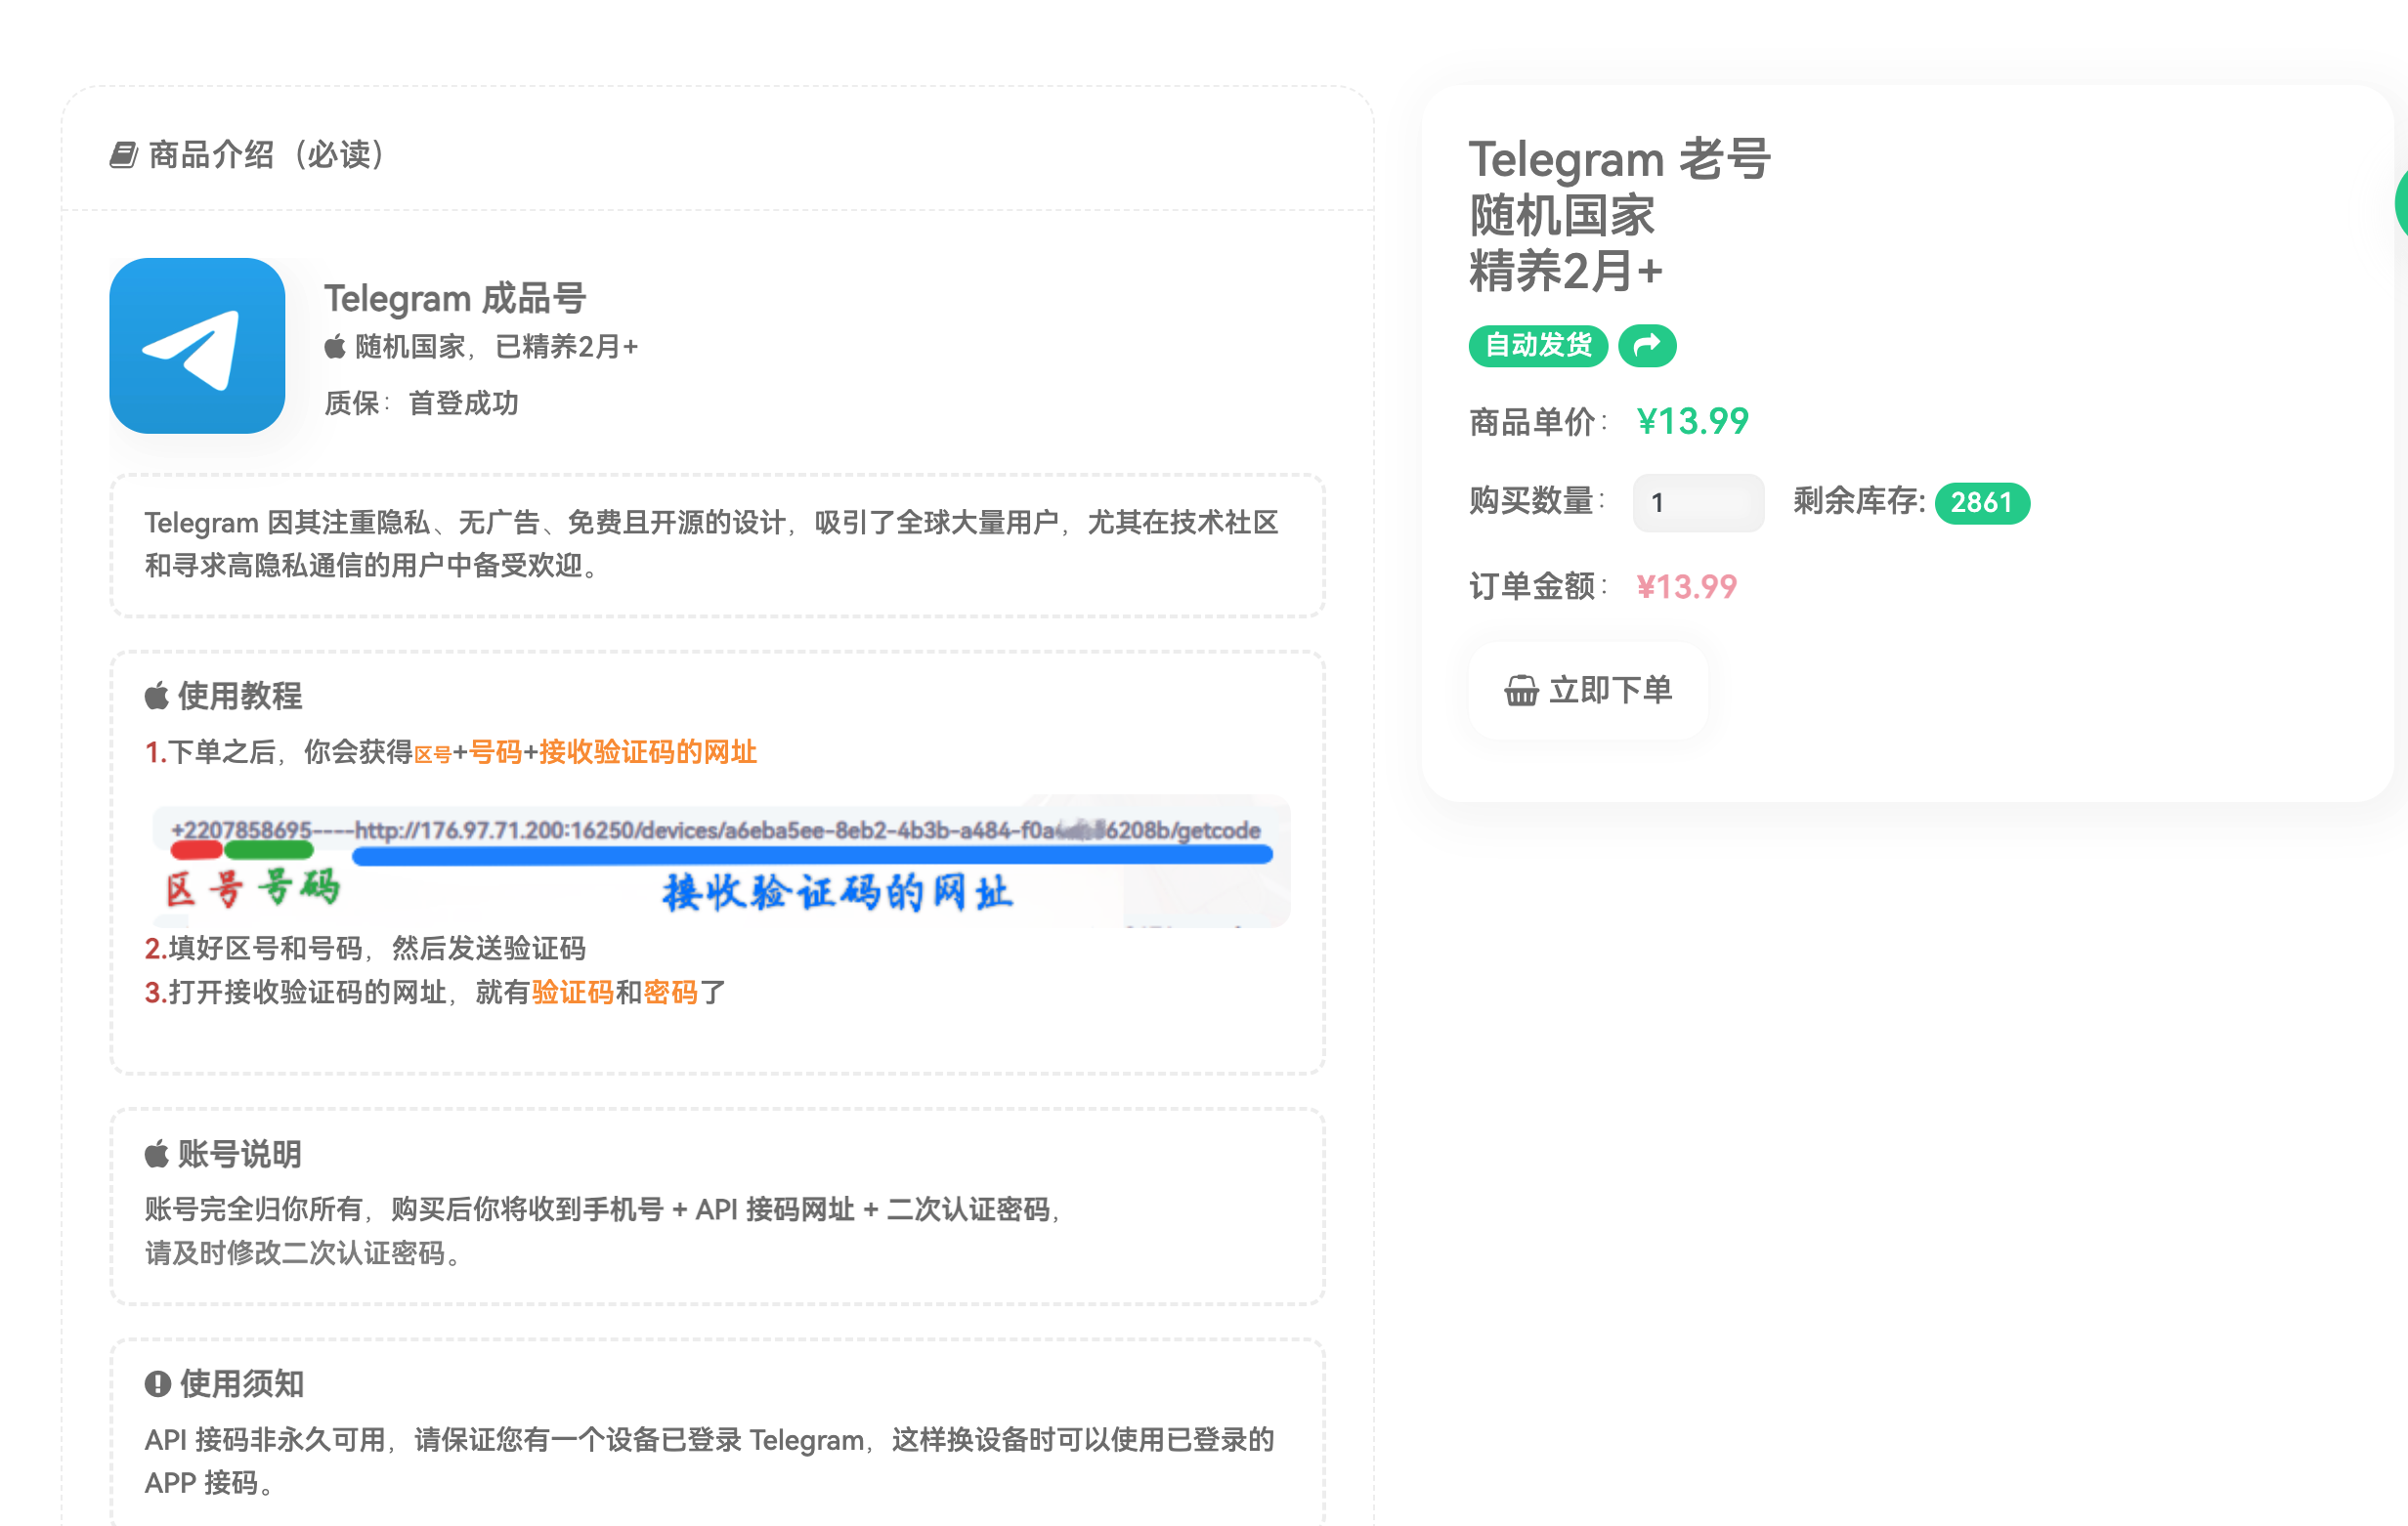 商品介绍（必读）
Telegram 成品号
随机国家，已精养2月+
质保：首登成功
Telegram 因其注重隐私、无广告、免费且开源的设计，吸引了全球大量用户，尤其在技术社区
和寻求高隐私通信的用户中备受欢迎。
使用教程
1.下单之后，你会获得区号+号码+接收验证码的网址
+2207858695----http://176.97.71.200:16250/devices/a6eba5ee-8eb2-4b3b-a484-f0a 6208b/getcode
区号 号码 接收验证码的网址
2.填好区号和号码，然后发送验证码
3.打开接收验证码的网址，就有验证码和密码了
账号说明
账号完全归你所有，购买后你将收到手机号 + API 接码网址 + 二次认证密码，
请及时修改二次认证密码。
使用须知
API 接码非永久可用，请保证您有一个设备已登录 Telegram，这样换设备时可以使用已登录的
APP 接码。
Telegram 老号
随机国家
精养2月+
自动发货
商品单价： ¥13.99
购买数量： 1 剩余库存: 2861
订单金额： ¥13.99
立即下单